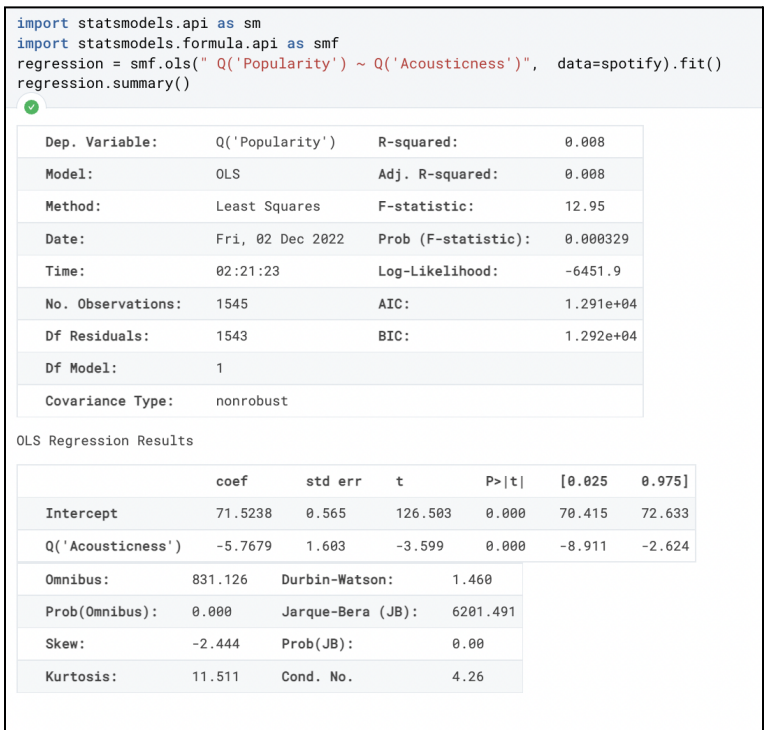 import statsmodels.api as sm
import statsmodels.formula.api as smf
regression = smf.ols(" Q('Popularity') ~ Q('Acousticness')",  data=spotify).fit()
regression.summary()
Dep. Variable: Q('Popularity') R-squared: 0.008
Model: OLS Adj. R-squared: 0.008
Method: Least Squares F-statistic: 12.95
Date: Fri, 02 Dec 2022 Prob (F-statistic): 0.000329
Time: 02:21:23 Log-Likelihood: -6451.9
No. Observations: 1545 AIC: 1.291e+04
Df Residuals: 1543 BIC: 1.292e+04
Df Model: 1
Covariance Type: nonrobust
OLS Regression Results
coef std err t P>|t| [0.025 0.975]
Intercept 71.5238 0.565 126.503 0.000 70.415 72.633
Q('Acousticness') -5.7679 1.603 -3.599 0.000 -8.911 -2.624
Omnibus: 831.126 Durbin-Watson: 1.460
Prob(Omnibus): 0.000 Jarque-Bera (JB): 6201.491
Skew: -2.444 Prob(JB): 0.00
Kurtosis: 11.511 Cond. No. 4.26